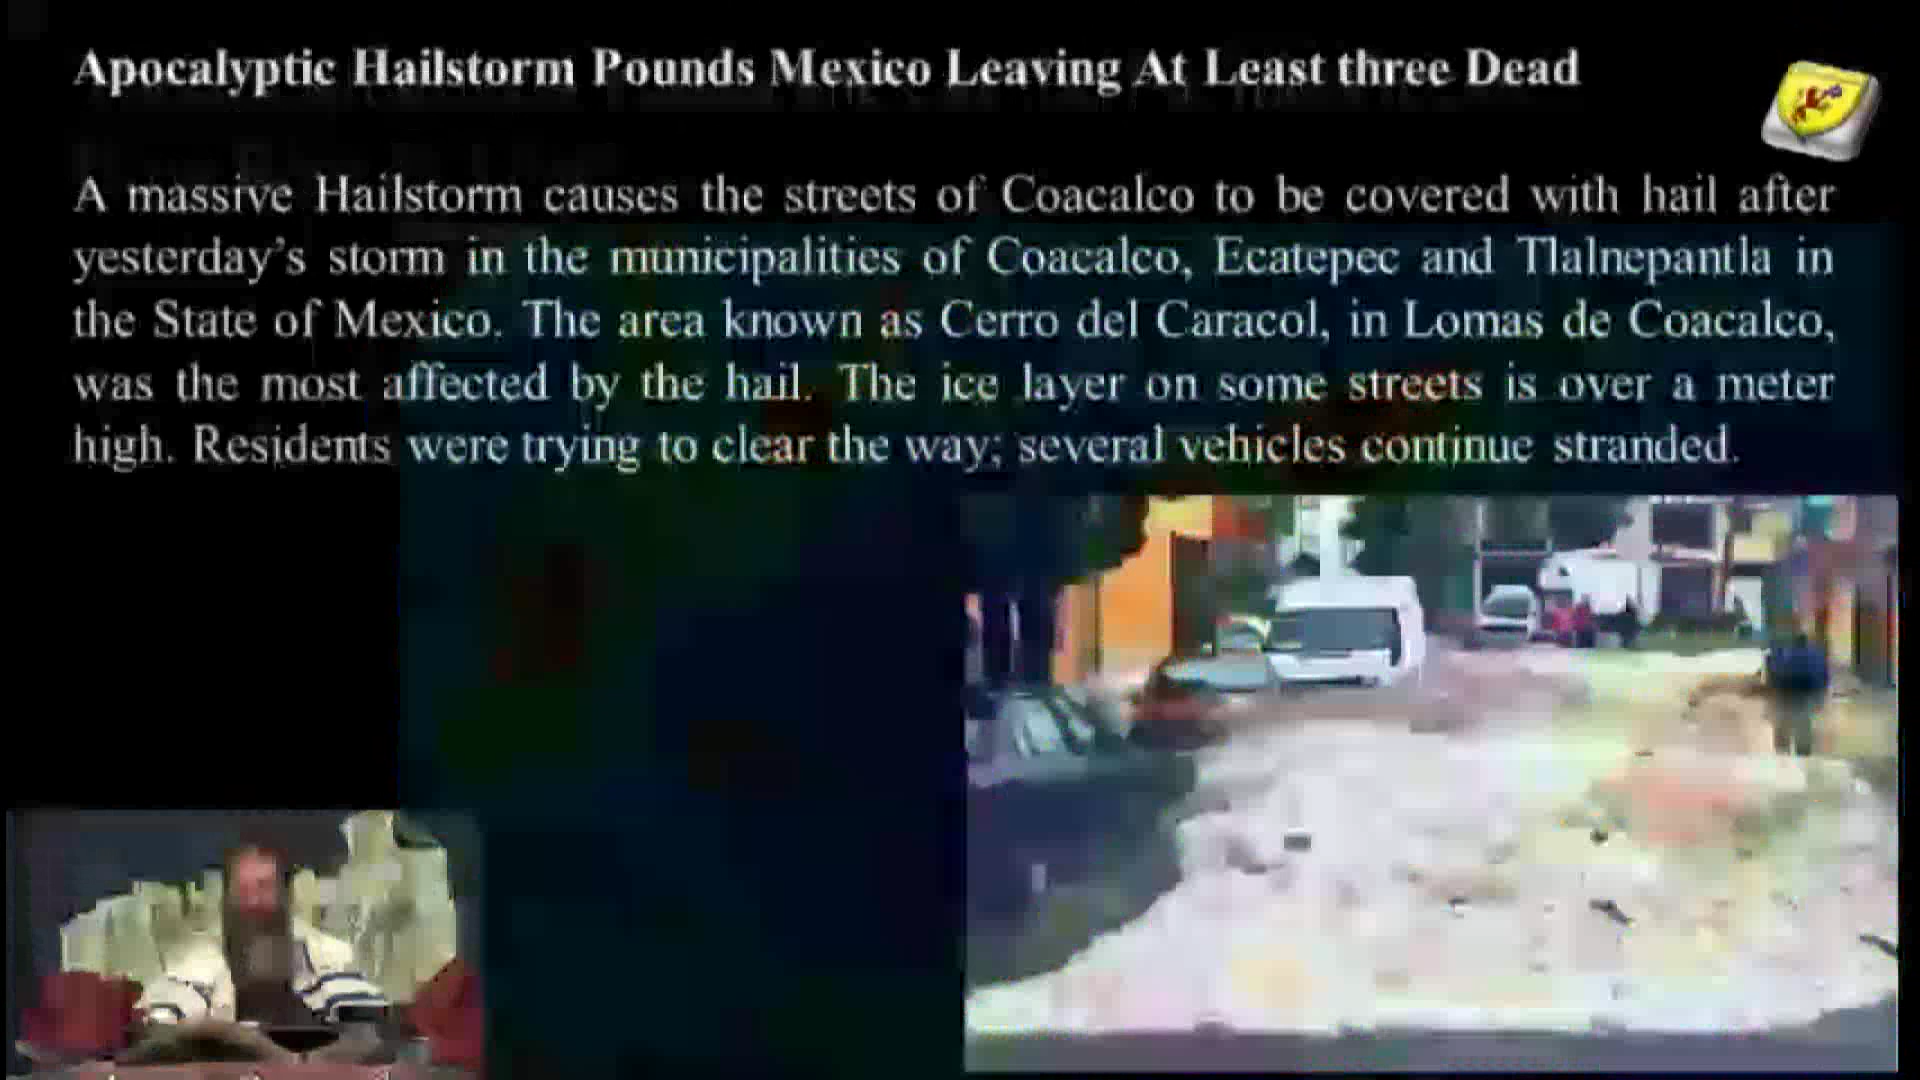 Apocalyptic Hailstorm Pounds Mexico Leaving At Least three Dead
A massive Hailstorm causes the streets of Coacalco to be covered with hail after
yesterday's storm in the municipalities of Coacalco, Ecatepec and Tlalnepantla in
the State of Mexico. The area known as Cerro del Caracol, in Lomas de Coacalco,
was the most affected by the hail. The ice layer on some streets is over a meter
high. Residents were trying to clear the way; several vehicles continue stranded.